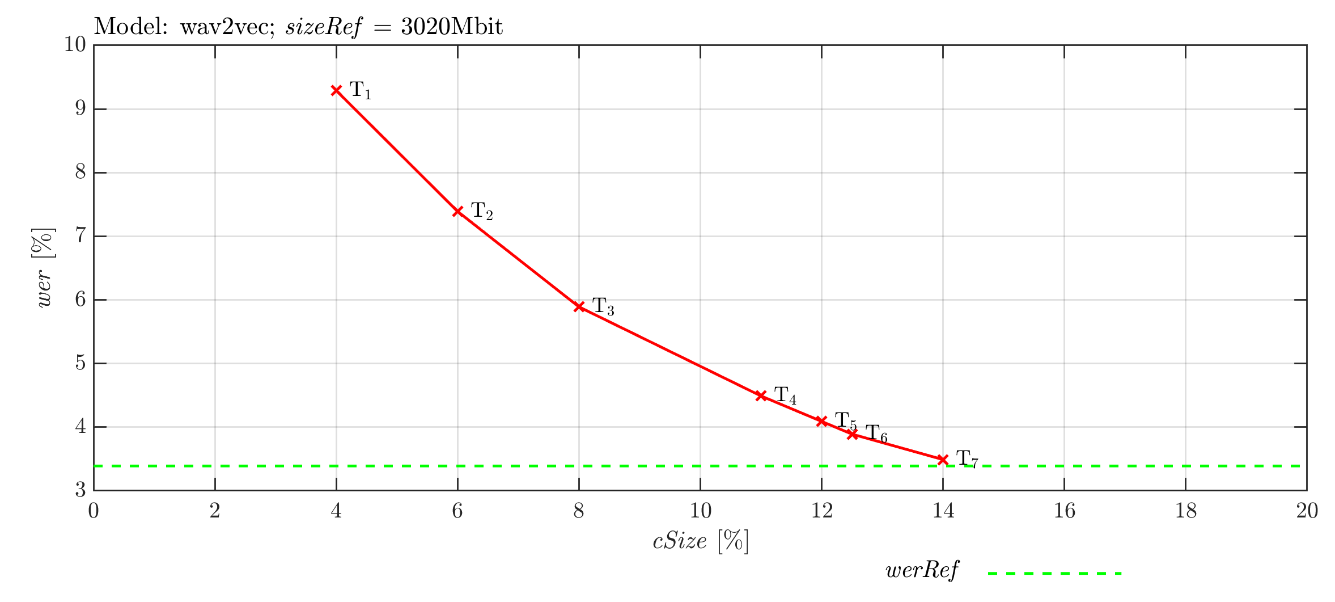 Model: wav2vec; sizeRef = 3020Mbit
10
9
8
7
6
5
4
3
wer [%]
T1
T2
T3
T4
T5
T6
T7
0 2 4 6 8 10 12 14 16 18 20
cSize [%]
werRef